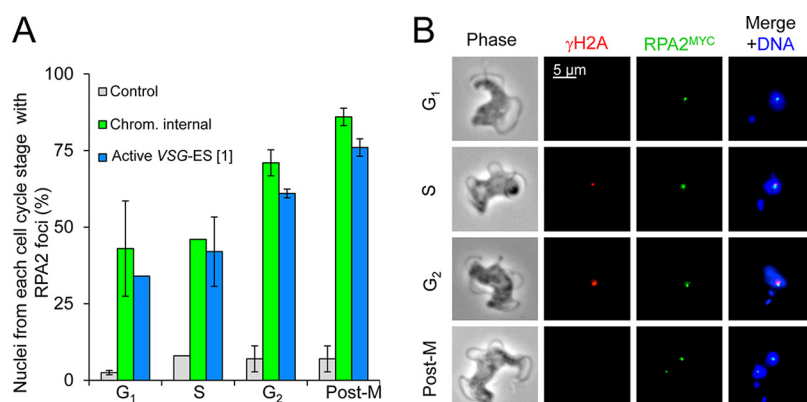 A
Nuclei from each cell cycle stage with
RPA2 foci (%)
100
75
50
25
0
Control
Chrom. internal
Active VSG-ES [1]
G₁
S
G₂
Post-M
B
Phase
γH2A
RPA2ᴹʸᶜ
Merge
+DNA
5 µm
G₁
S
G₂
Post-M